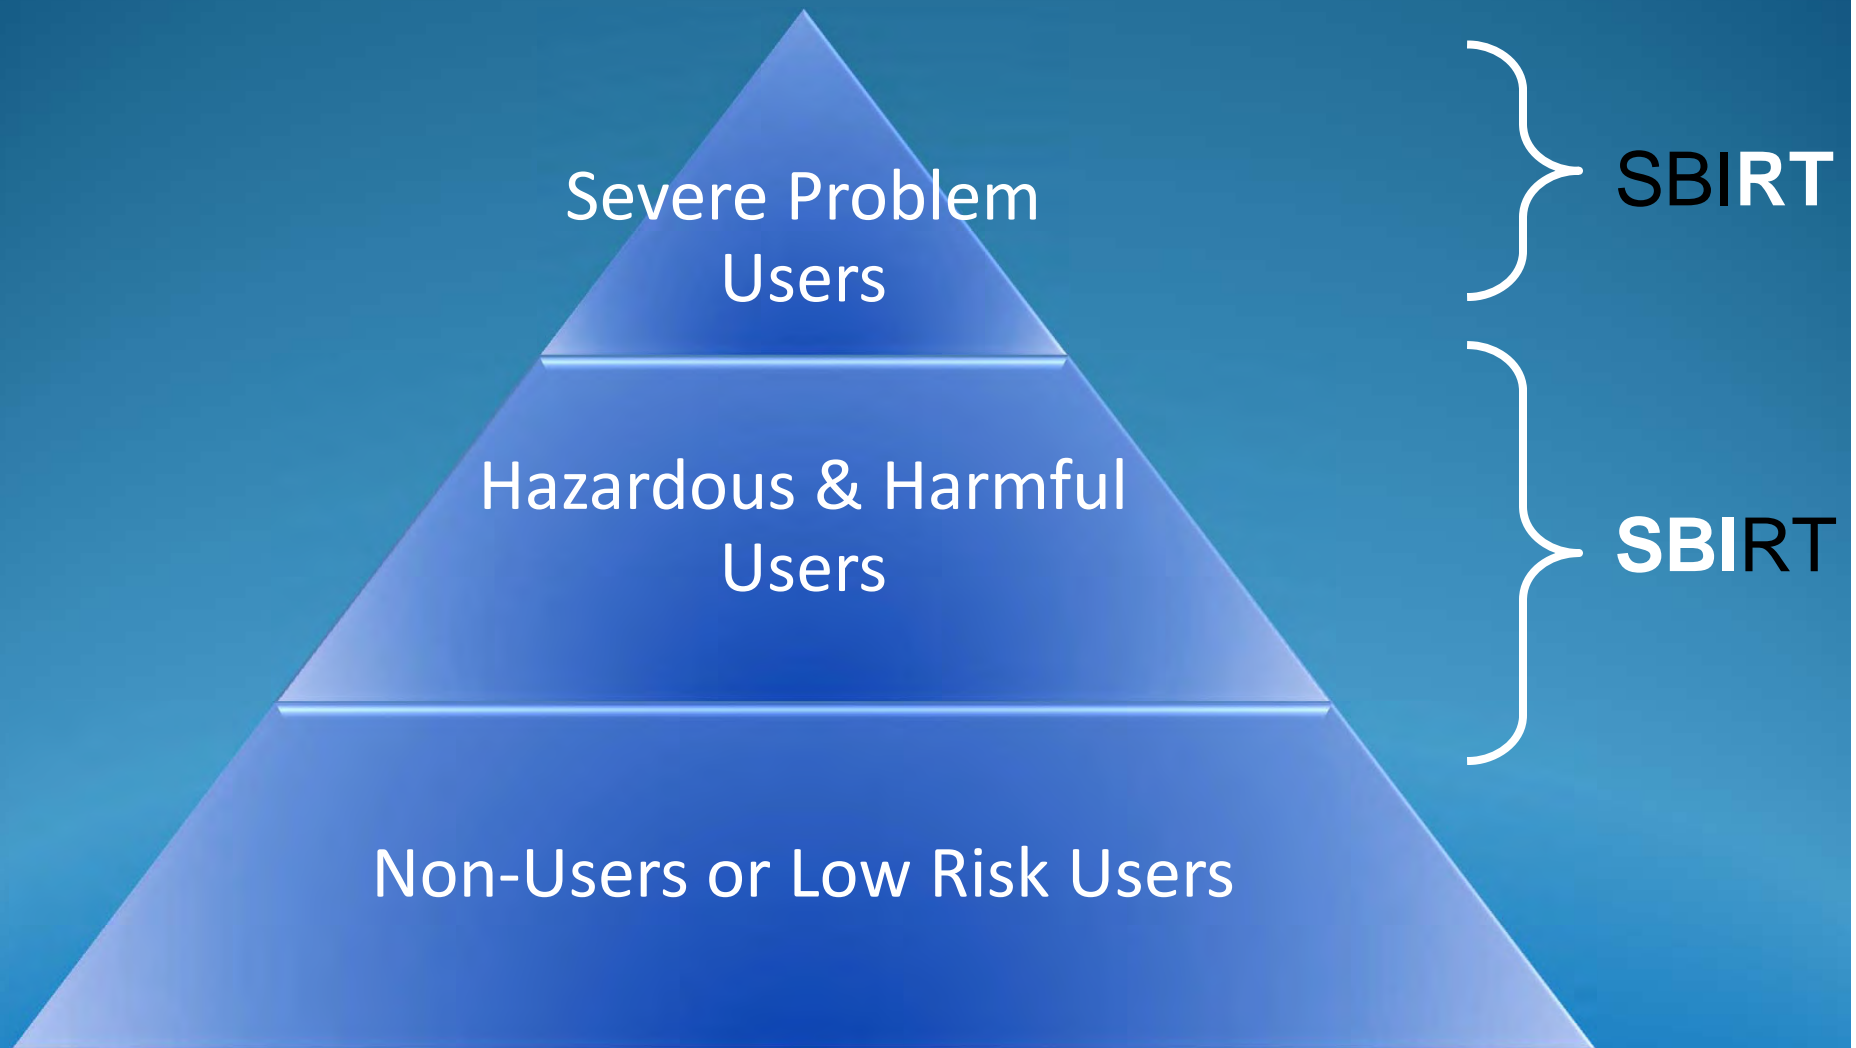 Severe Problem
Users
SBIRT
Hazardous & Harmful
Users
SBIRT
Non-Users or Low Risk Users